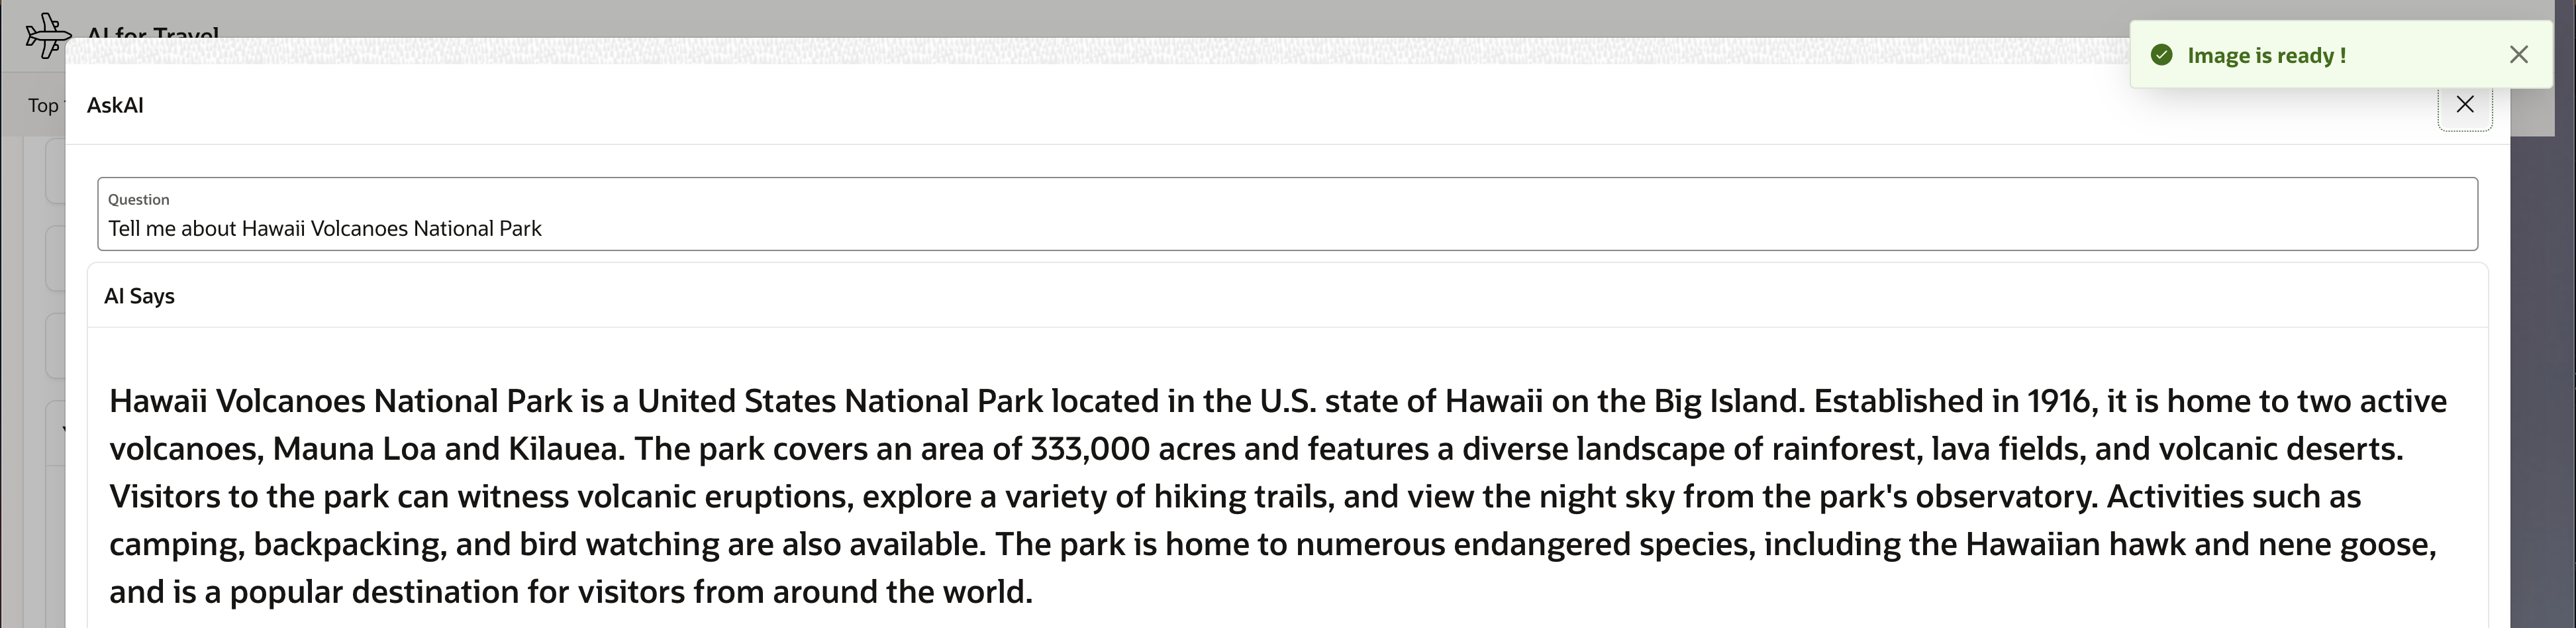 AI for Travel
Image is ready !
Top
AskAI
Question
Tell me about Hawaii Volcanoes National Park
AI Says
Hawaii Volcanoes National Park is a United States National Park located in the U.S. state of Hawaii on the Big Island. Established in 1916, it is home to two active
volcanoes, Mauna Loa and Kilauea. The park covers an area of 333,000 acres and features a diverse landscape of rainforest, lava fields, and volcanic deserts.
Visitors to the park can witness volcanic eruptions, explore a variety of hiking trails, and view the night sky from the park's observatory. Activities such as
camping, backpacking, and bird watching are also available. The park is home to numerous endangered species, including the Hawaiian hawk and nene goose,
and is a popular destination for visitors from around the world.